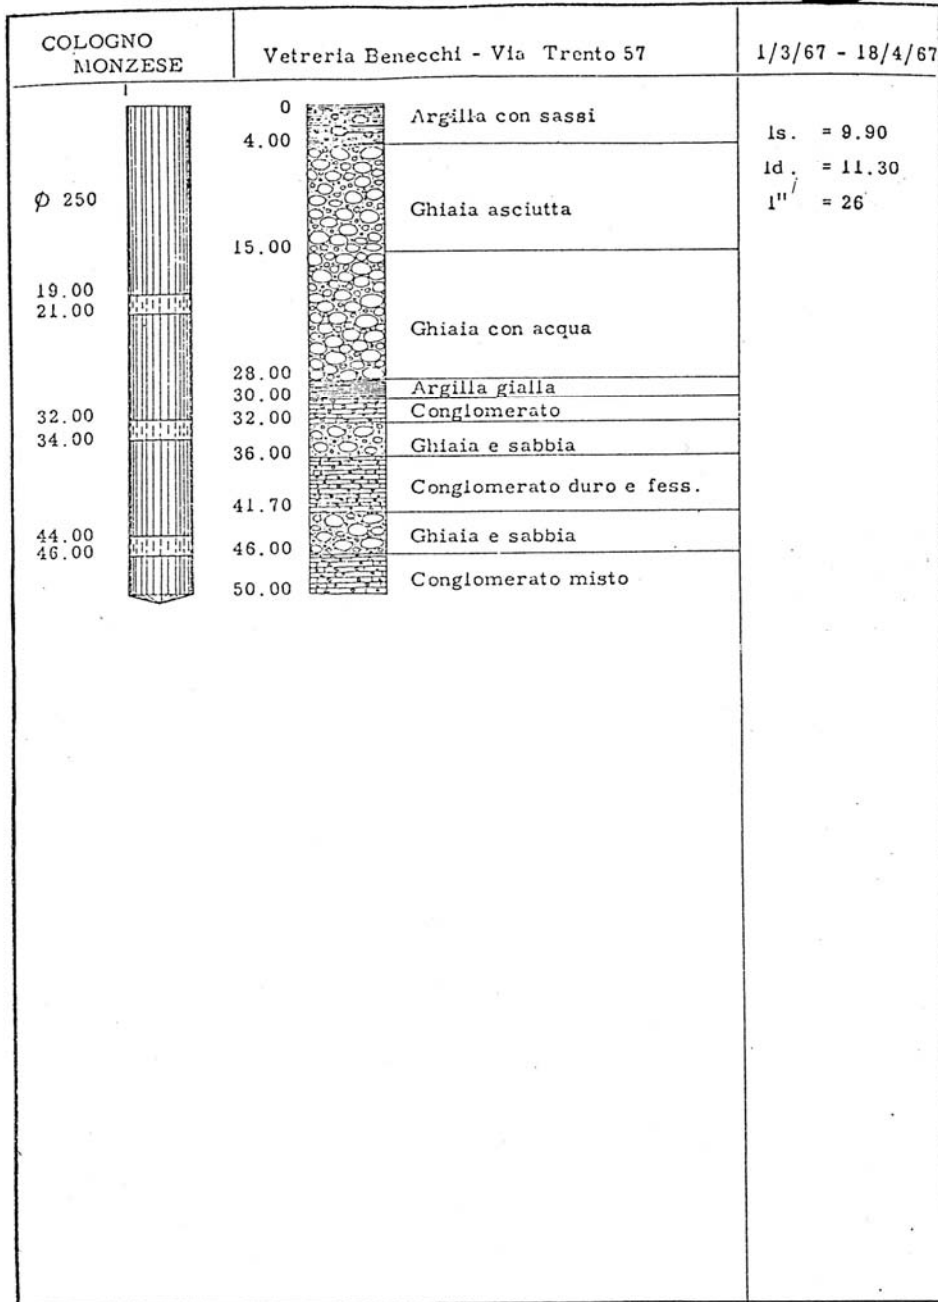 COLOGNO
MONZESE
Vetreria Benecchi - Via Trento 57
1/3/67 - 18/4/67
ø 250
19.00
21.00
32.00
34.00
44.00
46.00
0
4.00
15.00
28.00
30.00
32.00
36.00
41.70
46.00
50.00
Argilla con sassi
Ghiaia asciutta
Ghiaia con acqua
Argilla gialla
Conglomerato
Ghiaia e sabbia
Conglomerato duro e fess.
Ghiaia e sabbia
Conglomerato misto
ls. = 9.90
ld. = 11.30
l" = 26